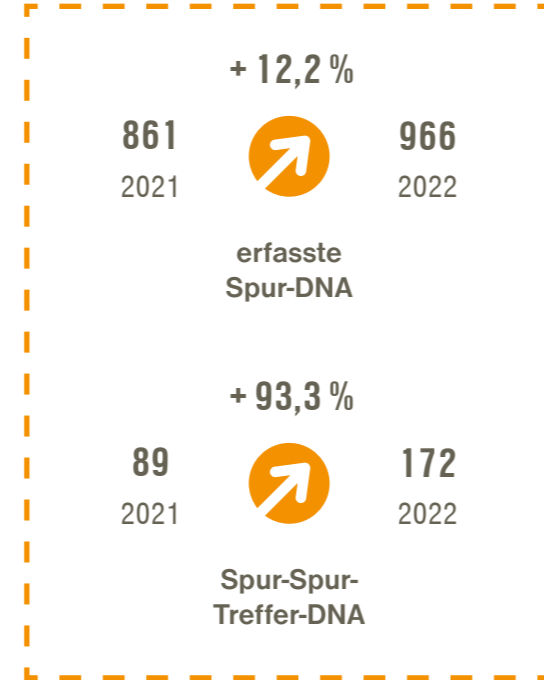 + 12,2 %
861 966
2021 2022
erfasste
Spur-DNA
+ 93,3 %
89 172
2021 2022
Spur-Spur-
Treffer-DNA